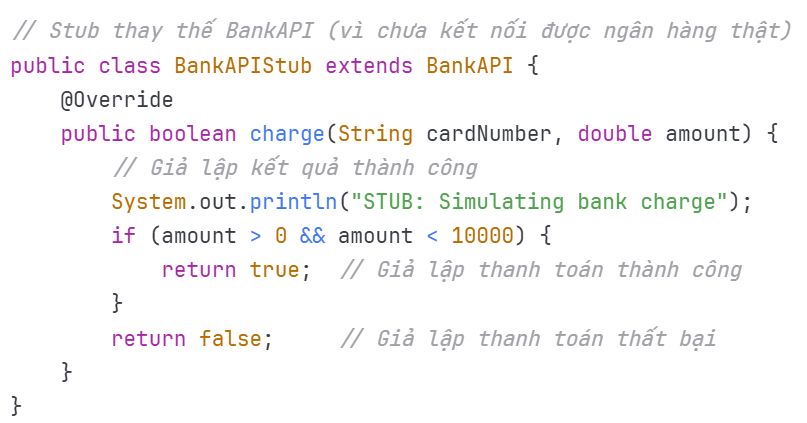 // Stub thay thế BankAPI (vì chưa kết nối được ngân hàng thật)
public class BankAPIStub extends BankAPI {
    @Override
    public boolean charge(String cardNumber, double amount) {
        // Giả lập kết quả thành công
        System.out.println("STUB: Simulating bank charge");
        if (amount > 0 && amount < 10000) {
            return true;  // Giả lập thanh toán thành công
        }
        return false;     // Giả lập thanh toán thất bại
    }
}